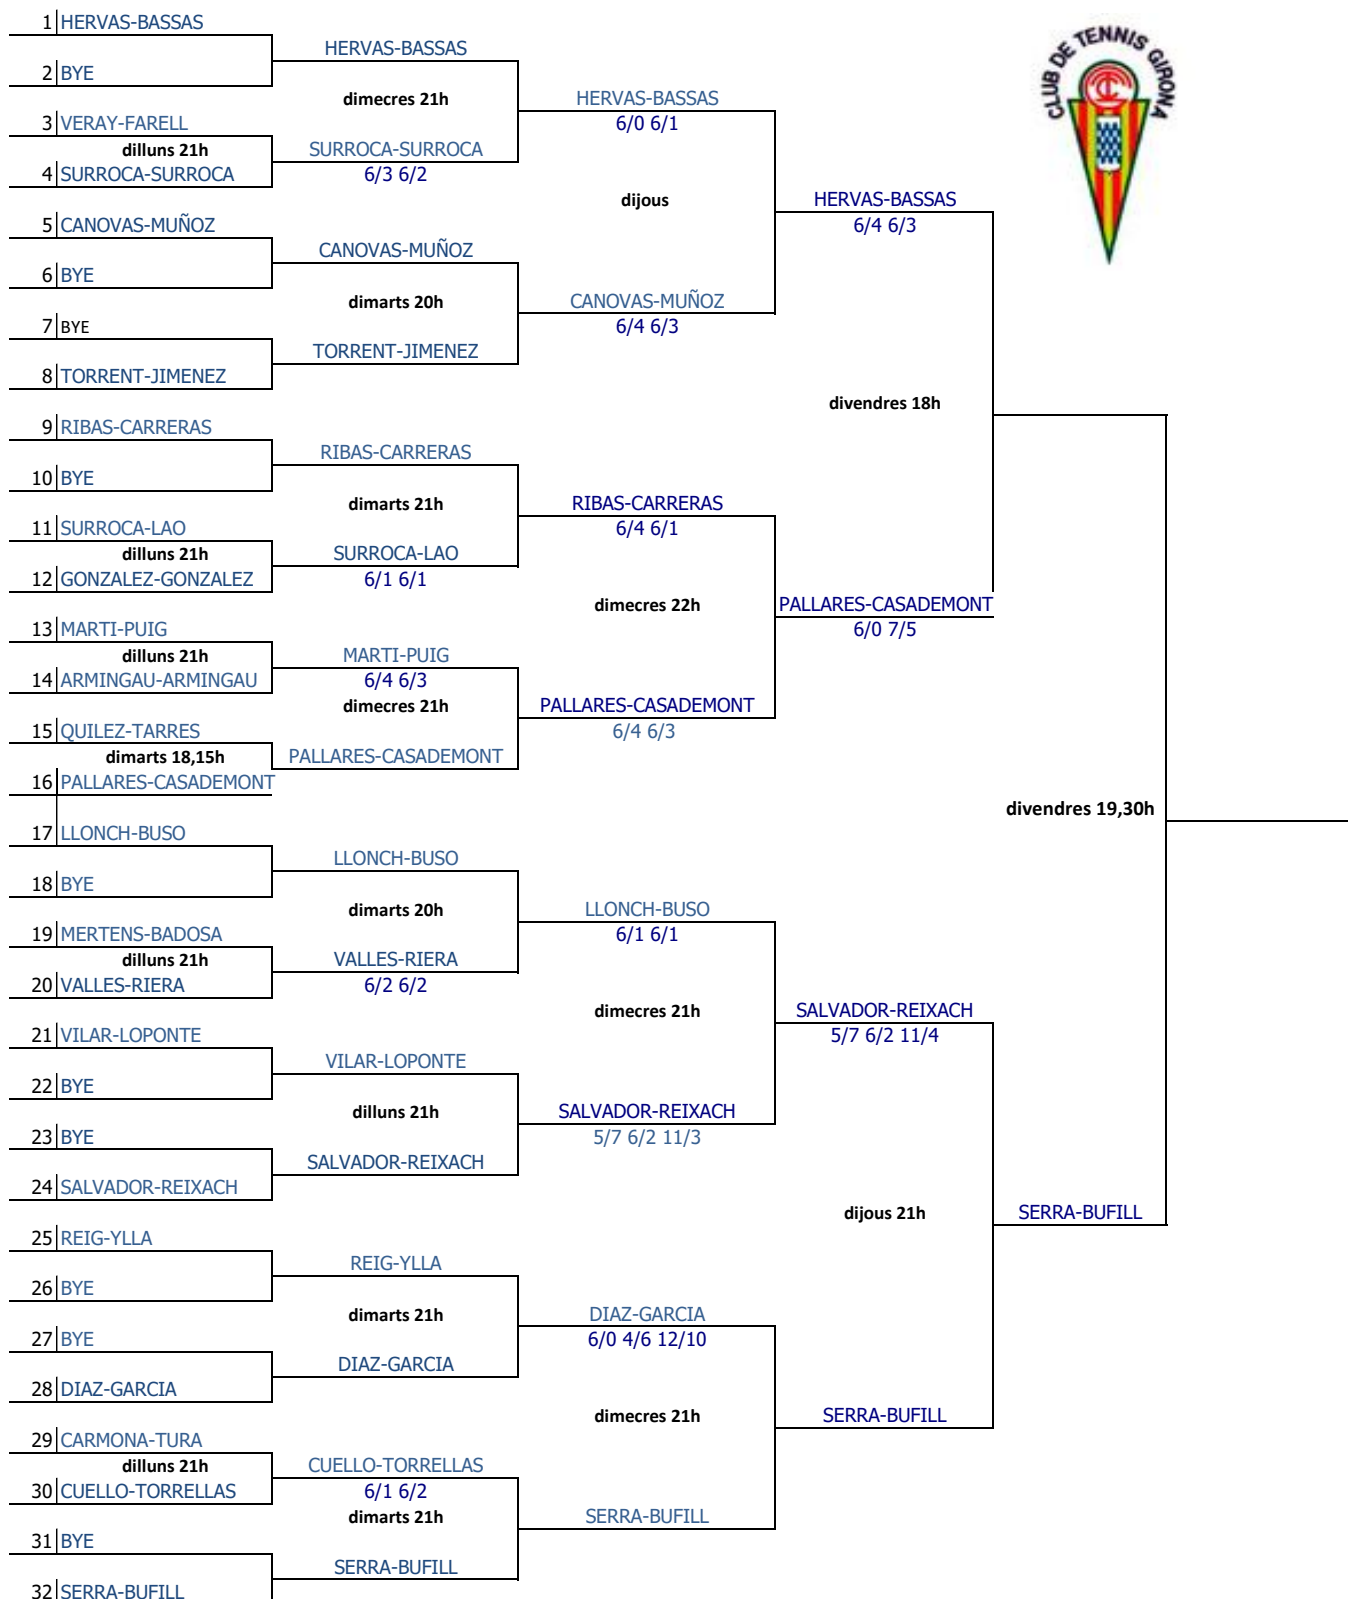 CLUB DE TENNIS GIRONA
1 HERVAS-BASSAS
HERVAS-BASSAS
2 BYE
dimecres 21h
HERVAS-BASSAS
6/0 6/1
3 VERAY-FARELL
dilluns 21h
SURROCA-SURROCA
4 SURROCA-SURROCA
6/3 6/2
dijous
HERVAS-BASSAS
6/4 6/3
5 CANOVAS-MUÑOZ
CANOVAS-MUÑOZ
6 BYE
dimarts 20h
CANOVAS-MUÑOZ
6/4 6/3
7 BYE
TORRENT-JIMENEZ
8 TORRENT-JIMENEZ
divendres 18h
9 RIBAS-CARRERAS
RIBAS-CARRERAS
10 BYE
dimarts 21h
RIBAS-CARRERAS
6/4 6/1
11 SURROCA-LAO
dilluns 21h
SURROCA-LAO
12 GONZALEZ-GONZALEZ
6/1 6/1
dimecres 22h
PALLARES-CASADEMONT
6/0 7/5
13 MARTI-PUIG
dilluns 21h
MARTI-PUIG
14 ARMINGAU-ARMINGAU
6/4 6/3
dimecres 21h
PALLARES-CASADEMONT
6/4 6/3
15 QUILEZ-TARRES
dimarts 18,15h
PALLARES-CASADEMONT
16 PALLARES-CASADEMONT
divendres 19,30h
17 LLONCH-BUSO
LLONCH-BUSO
18 BYE
dimarts 20h
LLONCH-BUSO
6/1 6/1
19 MERTENS-BADOSA
dilluns 21h
VALLES-RIERA
20 VALLES-RIERA
6/2 6/2
dimecres 21h
SALVADOR-REIXACH
5/7 6/2 11/4
21 VILAR-LOPONTE
VILAR-LOPONTE
22 BYE
dilluns 21h
SALVADOR-REIXACH
5/7 6/2 11/3
23 BYE
SALVADOR-REIXACH
24 SALVADOR-REIXACH
dijous 21h
SERRA-BUFILL
25 REIG-YLLA
REIG-YLLA
26 BYE
dimarts 21h
DIAZ-GARCIA
6/0 4/6 12/10
27 BYE
DIAZ-GARCIA
28 DIAZ-GARCIA
dimecres 21h
SERRA-BUFILL
29 CARMONA-TURA
dilluns 21h
CUELLO-TORRELLAS
30 CUELLO-TORRELLAS
6/1 6/2
dimarts 21h
SERRA-BUFILL
31 BYE
SERRA-BUFILL
32 SERRA-BUFILL